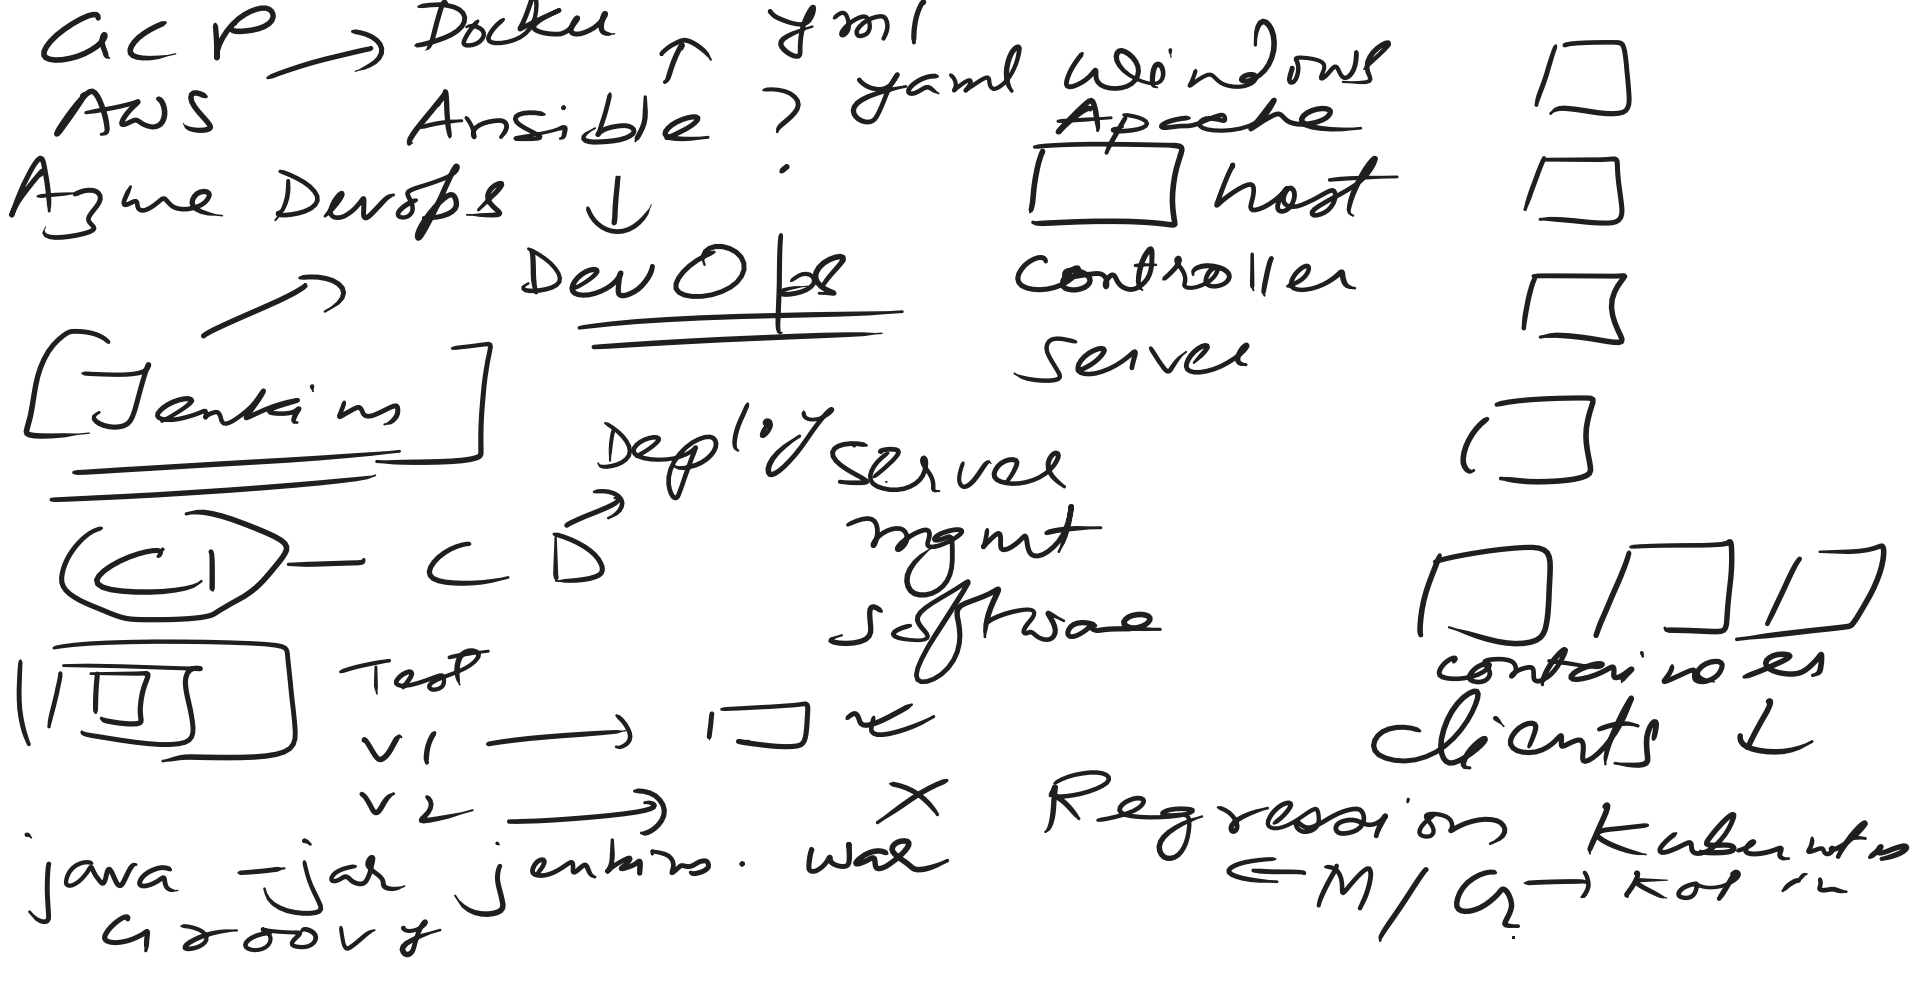 GCP → Docker yml
AWS Ansible ? yaml Windows
Apache
Azure Devops host
DevOps Controller
Server
Jenkins
Deploy Server
CI — CD mgmt
Software
Test containers
V1 → clients
V2 → Regression Kubernetes
java -jar jenkins.war M/G → Kotlin
Groovy